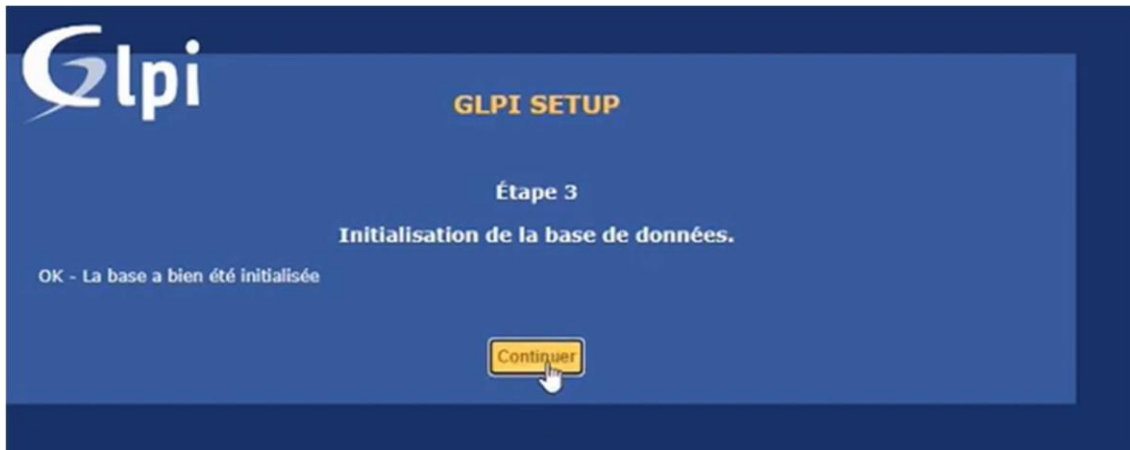 Glpi
GLPI SETUP
Étape 3
Initialisation de la base de données.
OK - La base a bien été initialisée
Continuer